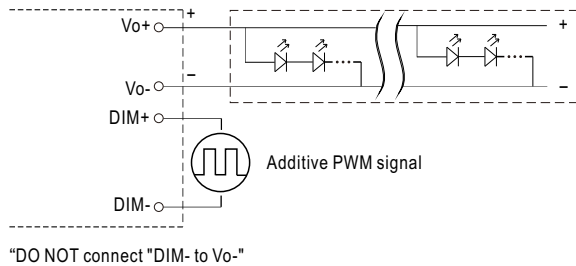 Vo+ + +
Vo- − −
DIM+
Additive PWM signal
DIM-
“DO NOT connect "DIM- to Vo-"